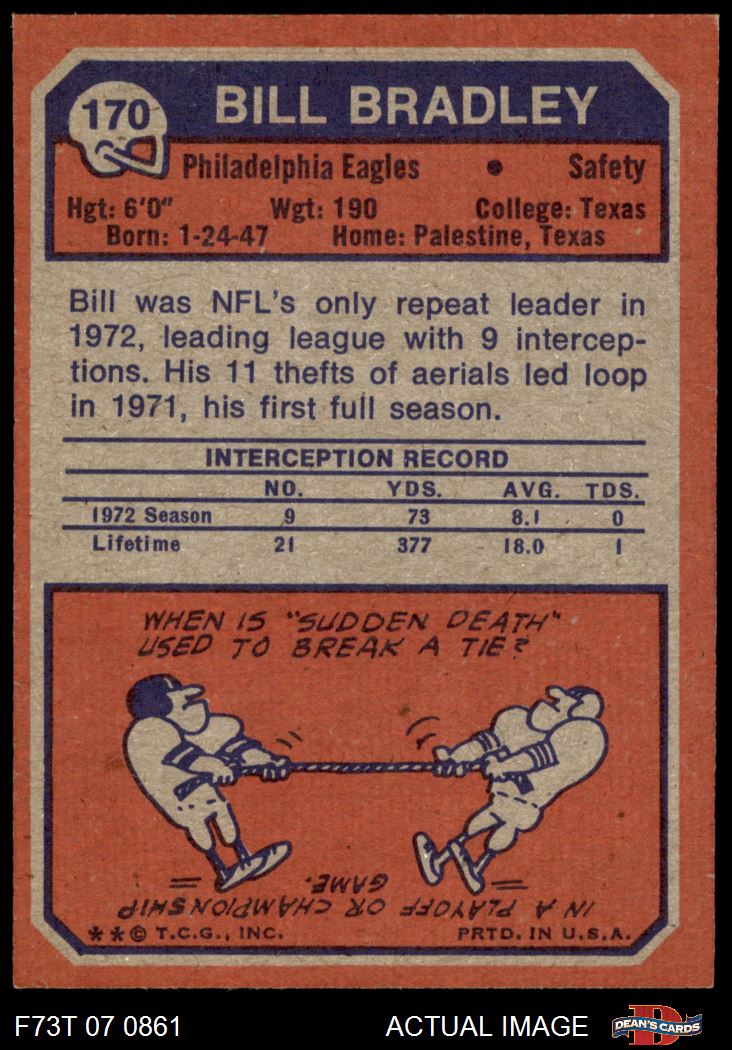 170
BILL BRADLEY
Philadelphia Eagles • Safety
Hgt: 6'0" Wgt: 190 College: Texas
Born: 1-24-47 Home: Palestine, Texas
Bill was NFL's only repeat leader in
1972, leading league with 9 intercep-
tions. His 11 thefts of aerials led loop
in 1971, his first full season.
INTERCEPTION RECORD
NO. YDS. AVG. TDS.
1972 Season 9 73 8.1 0
Lifetime 21 377 18.0 1
WHEN IS "SUDDEN DEATH"
USED TO BREAK A TIE?
IN A PLAYOFF OR CHAMPIONSHIP
GAME.
**© T.C.G., INC. PRTD. IN U.S.A.
F73T 07 0861 ACTUAL IMAGE
D
DEAN'S CARDS